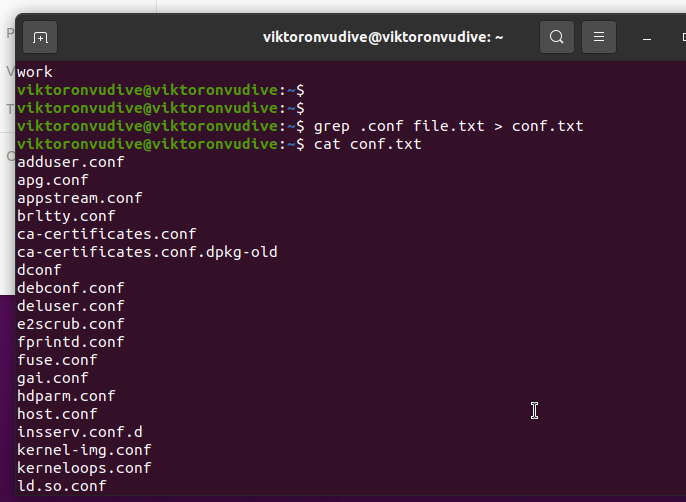 viktoronvudive@viktoronvudive: ~
work
viktoronvudive@viktoronvudive:~$
viktoronvudive@viktoronvudive:~$
viktoronvudive@viktoronvudive:~$ grep .conf file.txt > conf.txt
viktoronvudive@viktoronvudive:~$ cat conf.txt
adduser.conf
apg.conf
appstream.conf
brltty.conf
ca-certificates.conf
ca-certificates.conf.dpkg-old
dconf
debconf.conf
deluser.conf
e2scrub.conf
fprintd.conf
fuse.conf
gai.conf
hdparm.conf
host.conf
insserv.conf.d
kernel-img.conf
kerneloops.conf
ld.so.conf